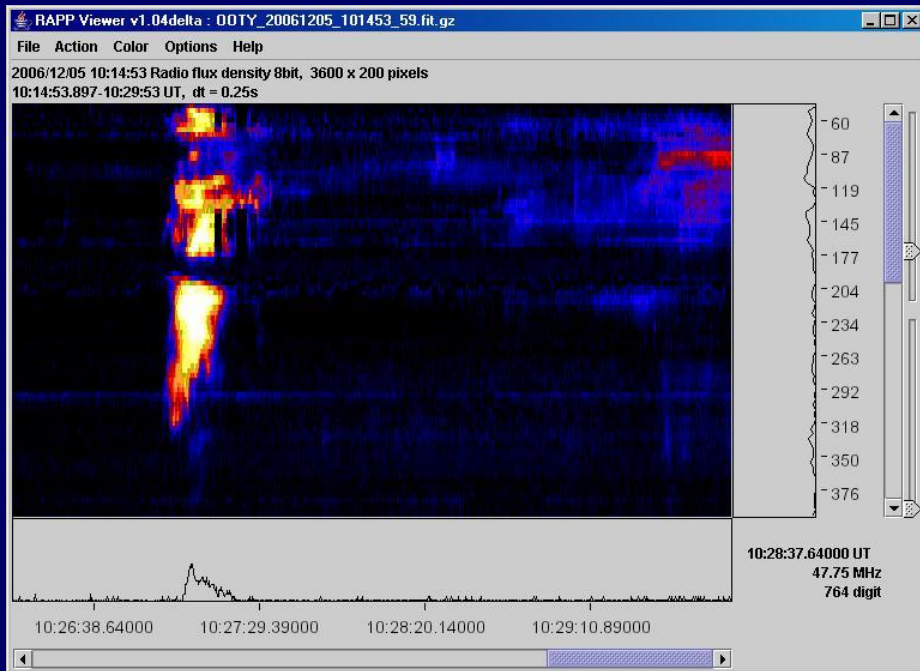 RAPP Viewer v1.04delta : OOTY_20061205_101453_59.fit.gz
File Action Color Options Help
2006/12/05 10:14:53 Radio flux density 8bit, 3600 x 200 pixels
10:14:53.897-10:29:53 UT, dt = 0.25s
60
87
119
145
177
204
234
263
292
318
350
376
10:28:37.64000 UT
47.75 MHz
764 digit
10:26:38.64000 10:27:29.39000 10:28:20.14000 10:29:10.89000